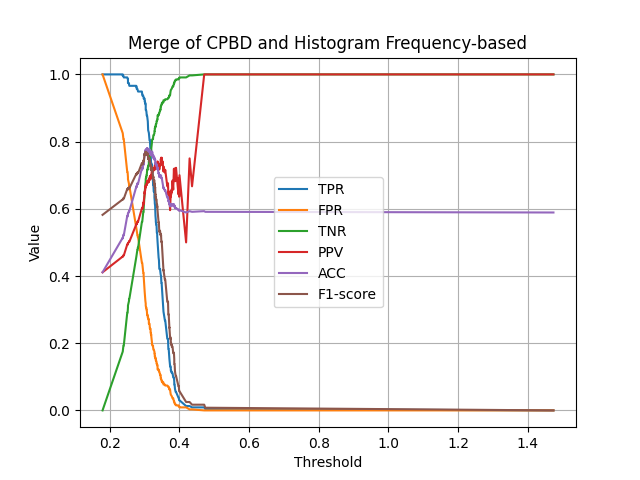 Merge of CPBD and Histogram Frequency-based
1.0
0.8
0.6
0.4
0.2
0.0
Value
TPR
FPR
TNR
PPV
ACC
F1-score
0.2 0.4 0.6 0.8 1.0 1.2 1.4
Threshold